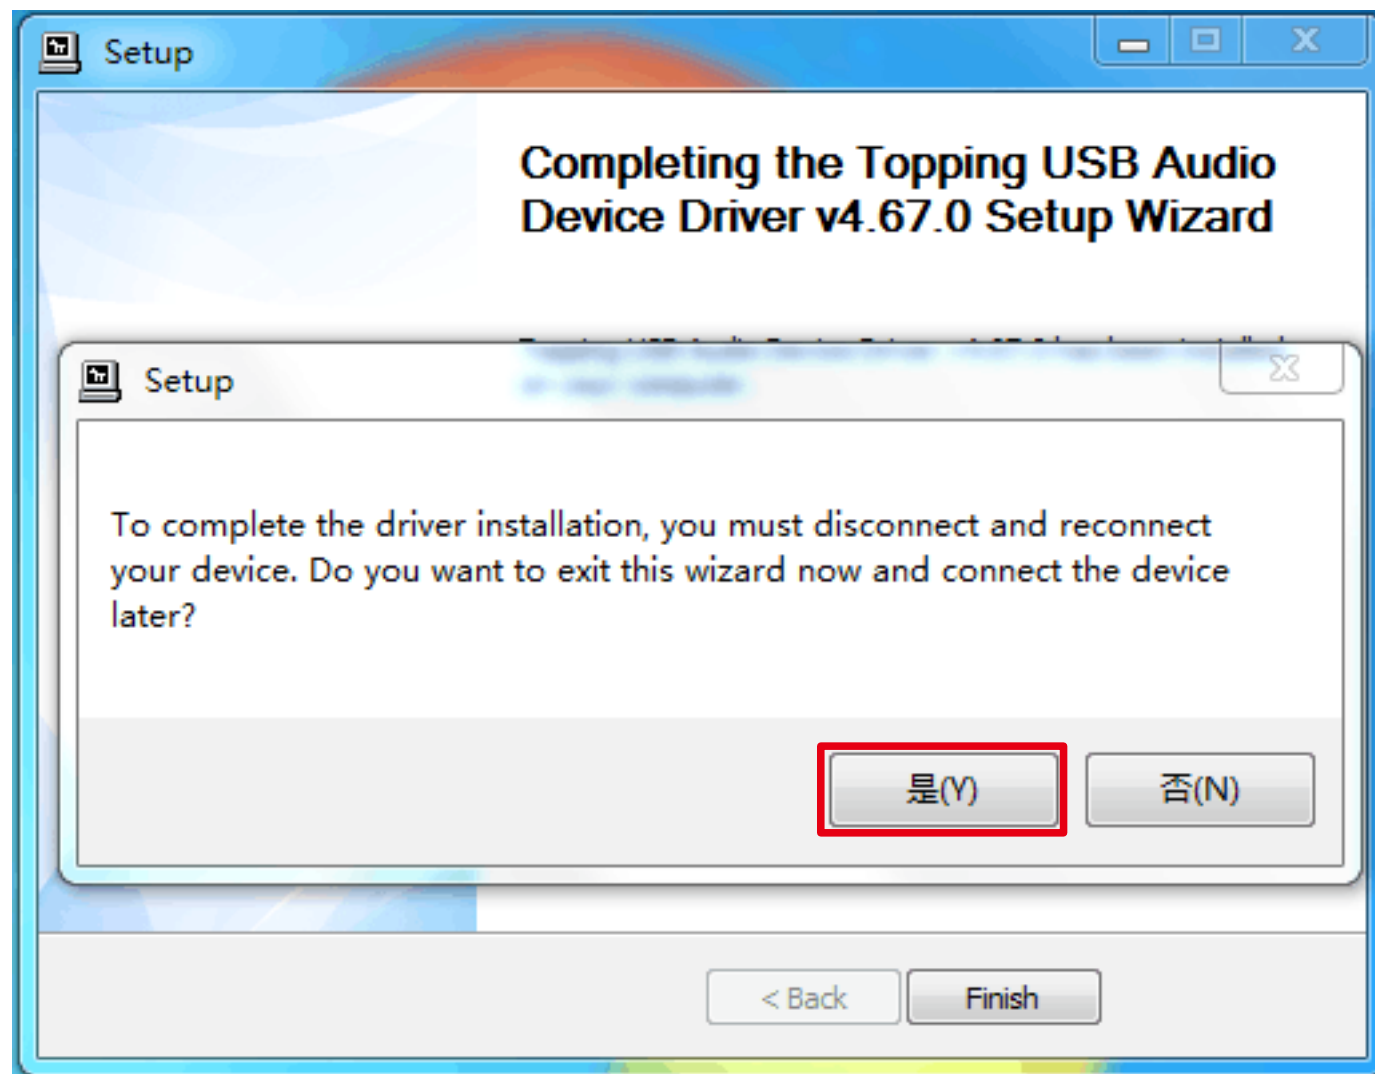 Setup
Completing the Topping USB Audio
Device Driver v4.67.0 Setup Wizard
Setup
To complete the driver installation, you must disconnect and reconnect
your device. Do you want to exit this wizard now and connect the device
later?
是(Y)
否(N)
< Back
Finish